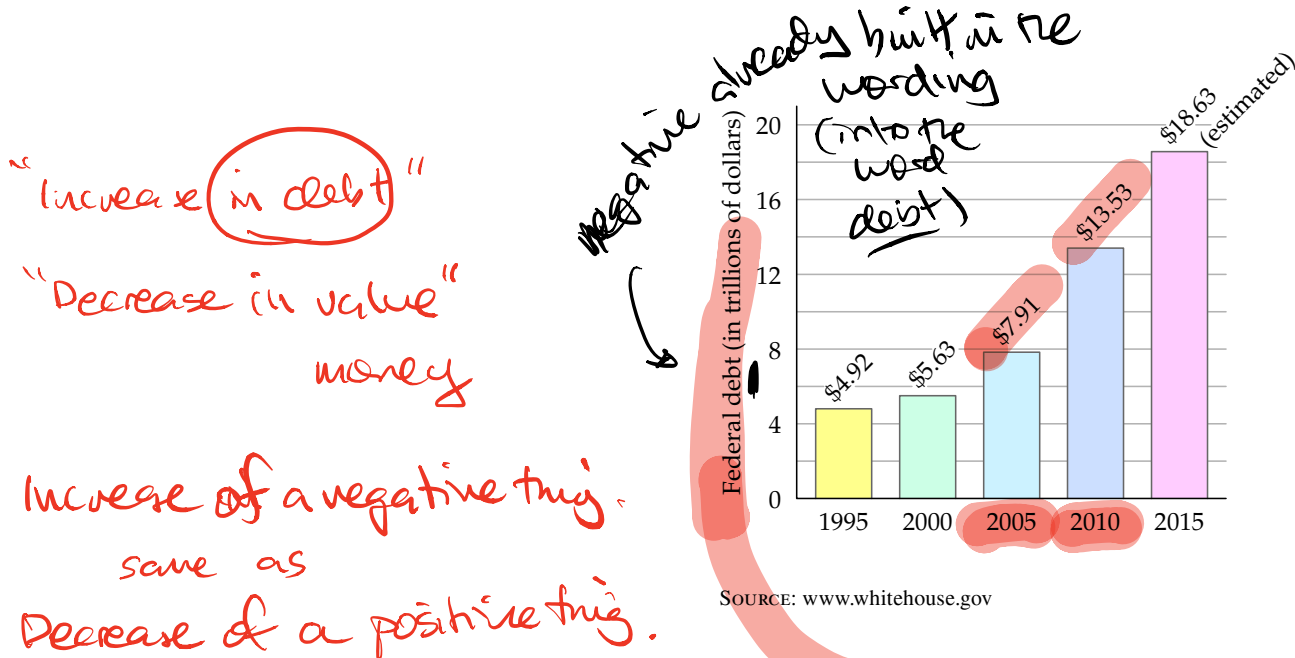 "Increase in debt"
"Decrease in value"
money
Increase of a negative thig.
same as
Decrease of a positive thig.
negative already built in the
wording
(into the
word
debt)
Federal debt (in trillions of dollars)
20
16
12
8
4
0
$4.92
$5.63
$7.91
$13.53
$18.63
(estimated)
1995 2000 2005 2010 2015
SOURCE: www.whitehouse.gov